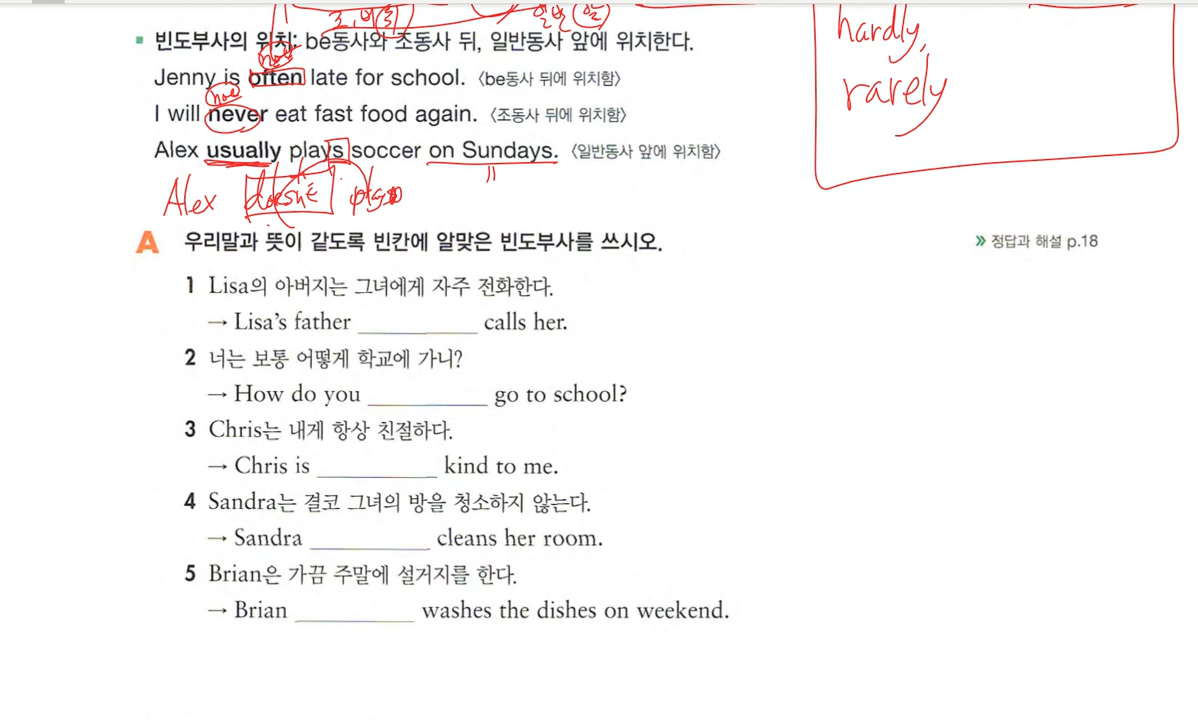 hardly,
rarely
빈도부사의 위치: be동사와 조동사 뒤, 일반동사 앞에 위치한다.
not
Jenny is often late for school. 〈be동사 뒤에 위치함〉
not
I will never eat fast food again. 〈조동사 뒤에 위치함〉
Alex usually plays soccer on Sundays. 〈일반동사 앞에 위치함〉
Alex doesn't play
A 우리말과 뜻이 같도록 빈칸에 알맞은 빈도부사를 쓰시오. » 정답과 해설 p.18
1 Lisa의 아버지는 그녀에게 자주 전화한다.
→ Lisa's father __________ calls her.
2 너는 보통 어떻게 학교에 가니?
→ How do you __________ go to school?
3 Chris는 내게 항상 친절하다.
→ Chris is __________ kind to me.
4 Sandra는 결코 그녀의 방을 청소하지 않는다.
→ Sandra __________ cleans her room.
5 Brian은 가끔 주말에 설거지를 한다.
→ Brian __________ washes the dishes on weekend.